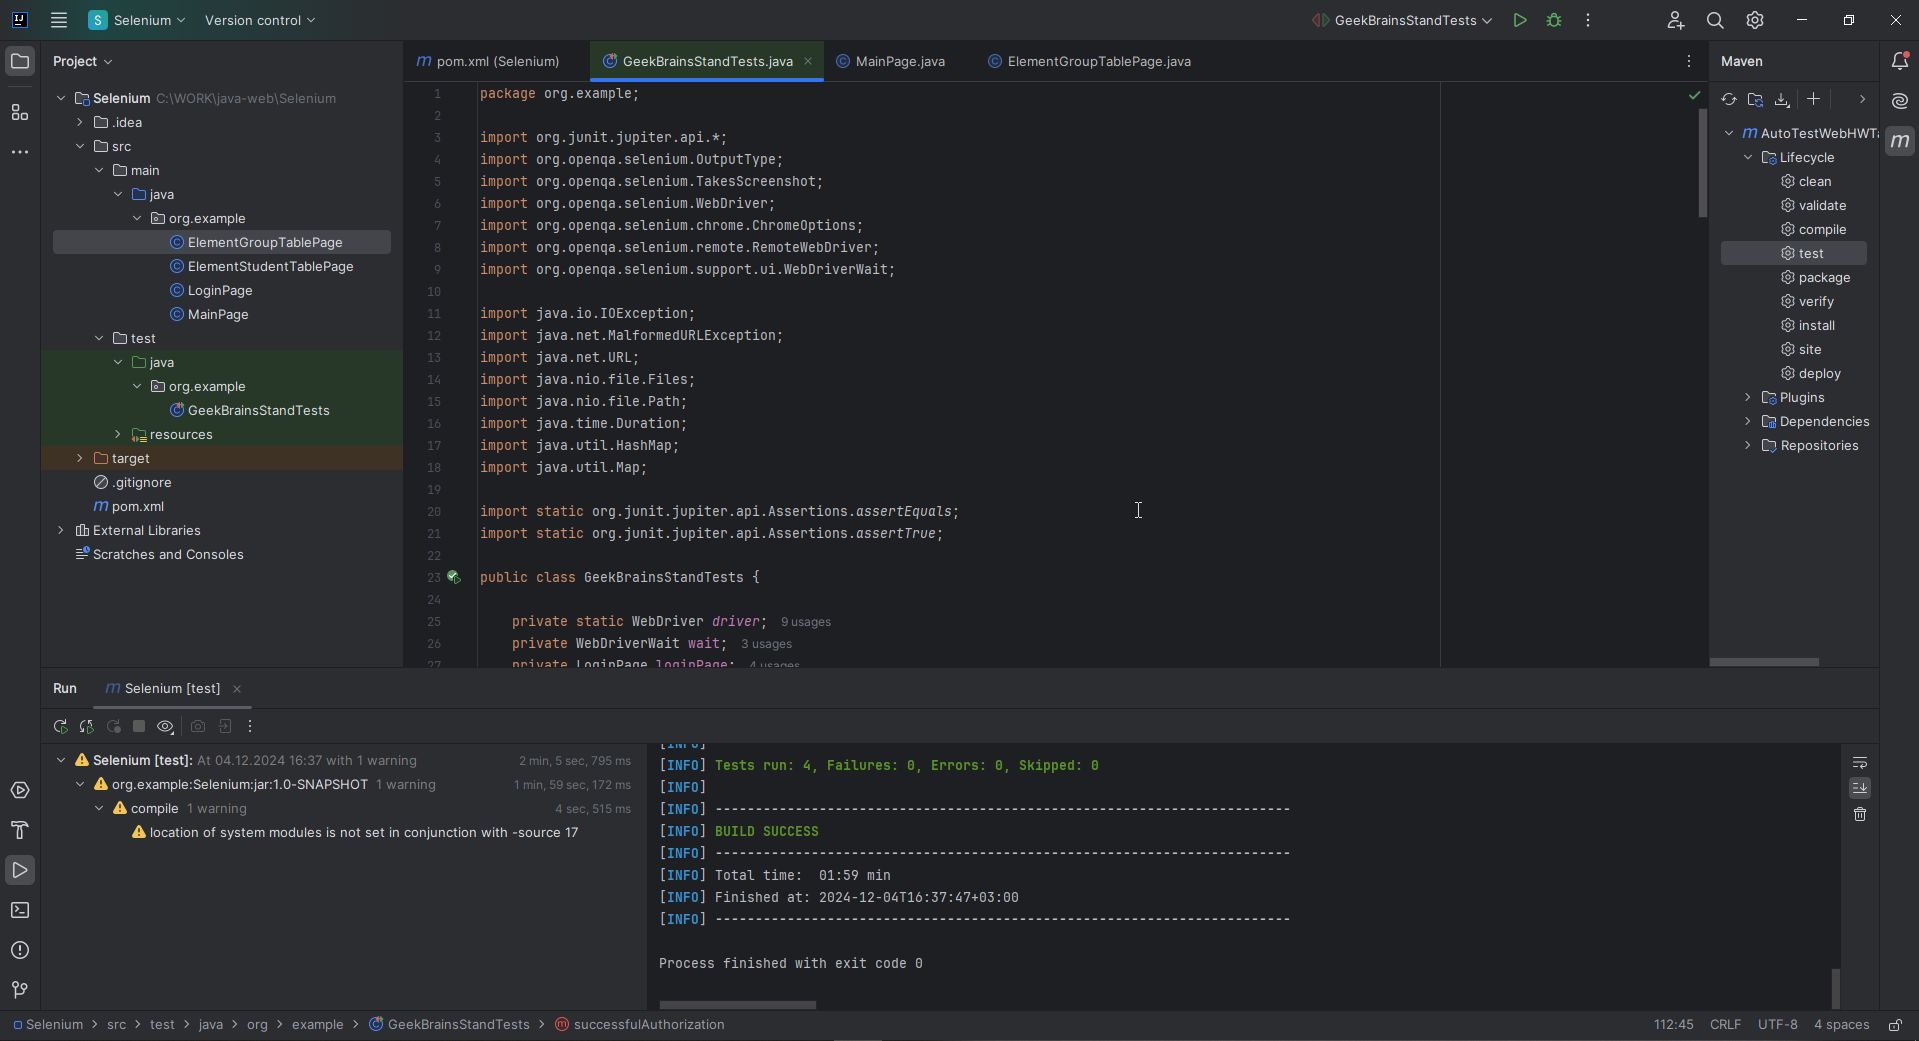 S Selenium Version control GeekBrainsStandTests
Project
Selenium C:\WORK\java-web\Selenium
.idea
src
main
java
org.example
ElementGroupTablePage
ElementStudentTablePage
LoginPage
MainPage
test
java
org.example
GeekBrainsStandTests
resources
target
.gitignore
pom.xml
External Libraries
Scratches and Consoles
pom.xml (Selenium) GeekBrainsStandTests.java MainPage.java ElementGroupTablePage.java
1 package org.example;
2
3 import org.junit.jupiter.api.*;
4 import org.openqa.selenium.OutputType;
5 import org.openqa.selenium.TakesScreenshot;
6 import org.openqa.selenium.WebDriver;
7 import org.openqa.selenium.chrome.ChromeOptions;
8 import org.openqa.selenium.remote.RemoteWebDriver;
9 import org.openqa.selenium.support.ui.WebDriverWait;
10
11 import java.io.IOException;
12 import java.net.MalformedURLException;
13 import java.net.URL;
14 import java.nio.file.Files;
15 import java.nio.file.Path;
16 import java.time.Duration;
17 import java.util.HashMap;
18 import java.util.Map;
19
20 import static org.junit.jupiter.api.Assertions.assertEquals;
21 import static org.junit.jupiter.api.Assertions.assertTrue;
22
23 public class GeekBrainsStandTests {
24
25 private static WebDriver driver; 9 usages
26 private WebDriverWait wait; 3 usages
27 private LoginPage loginPage; 4 usages
Maven
m AutoTestWebHWTa
Lifecycle
clean
validate
compile
test
package
verify
install
site
deploy
Plugins
Dependencies
Repositories
Run Selenium [test]
Selenium [test]: At 04.12.2024 16:37 with 1 warning 2 min, 5 sec, 795 ms
org.example:Selenium:jar:1.0-SNAPSHOT 1 warning 1 min, 59 sec, 172 ms
compile 1 warning 4 sec, 515 ms
location of system modules is not set in conjunction with -source 17
[INFO]
[INFO] Tests run: 4, Failures: 0, Errors: 0, Skipped: 0
[INFO]
[INFO] ------------------------------------------------------------------------
[INFO] BUILD SUCCESS
[INFO] ------------------------------------------------------------------------
[INFO] Total time:  01:59 min
[INFO] Finished at: 2024-12-04T16:37:47+03:00
[INFO] ------------------------------------------------------------------------
Process finished with exit code 0
Selenium > src > test > java > org > example > GeekBrainsStandTests > successfulAuthorization 112:45 CRLF UTF-8 4 spaces